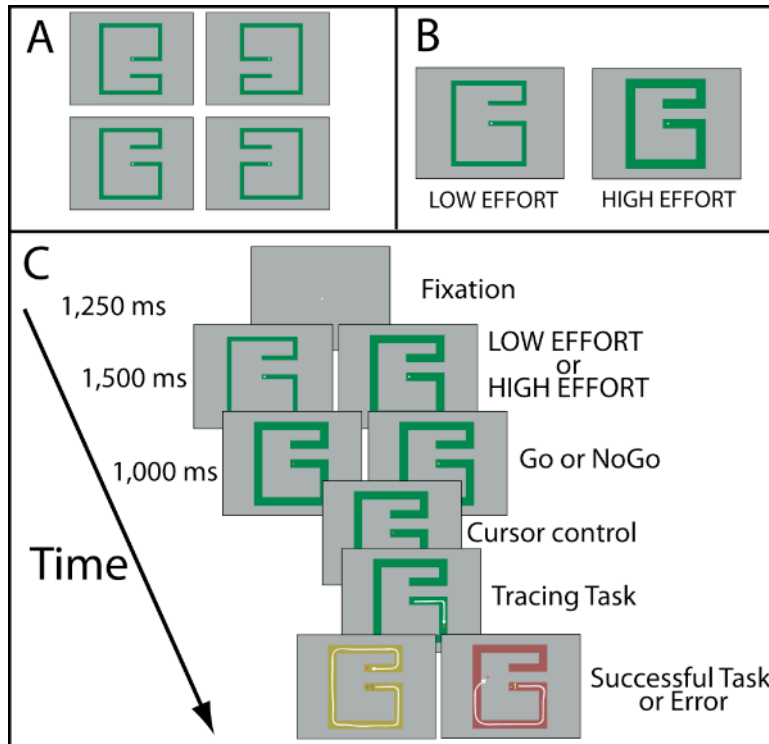 A
B
LOW EFFORT
HIGH EFFORT
C
Fixation
1,250 ms
LOW EFFORT
or
HIGH EFFORT
1,500 ms
Go or NoGo
1,000 ms
Cursor control
Time
Tracing Task
Successful Task
or Error